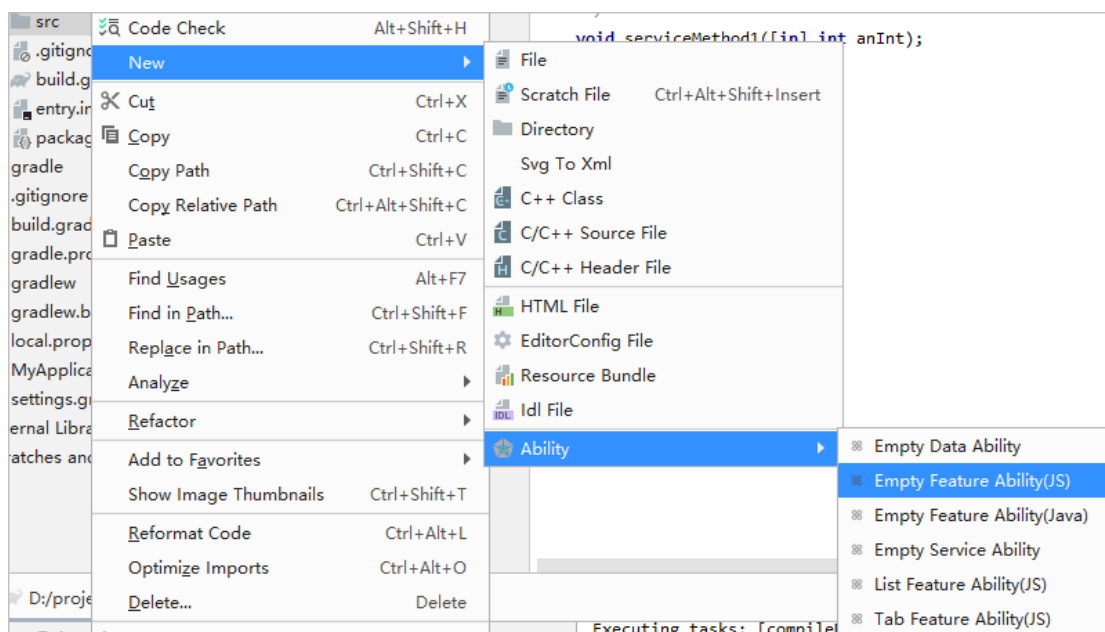 src
.gitigno
build.g
entry.in
packag
gradle
.gitignore
build.grad
gradle.pro
gradlew
gradlew.b
local.prop
MyApplica
settings.gr
ernal Libra
ratches and
D:/proje
Code Check Alt+Shift+H
New
Cut Ctrl+X
Copy Ctrl+C
Copy Path Ctrl+Shift+C
Copy Relative Path Ctrl+Alt+Shift+C
Paste Ctrl+V
Find Usages Alt+F7
Find in Path... Ctrl+Shift+F
Replace in Path... Ctrl+Shift+R
Analyze
Refactor
Add to Favorites
Show Image Thumbnails Ctrl+Shift+T
Reformat Code Ctrl+Alt+L
Optimize Imports Ctrl+Alt+O
Delete... Delete
void serviceMethod1([in] int anInt);
File
Scratch File Ctrl+Alt+Shift+Insert
Directory
Svg To Xml
C++ Class
C/C++ Source File
C/C++ Header File
HTML File
EditorConfig File
Resource Bundle
Idl File
Ability
Empty Data Ability
Empty Feature Ability(JS)
Empty Feature Ability(Java)
Empty Service Ability
List Feature Ability(JS)
Tab Feature Ability(JS)
Executing tasks: [compile